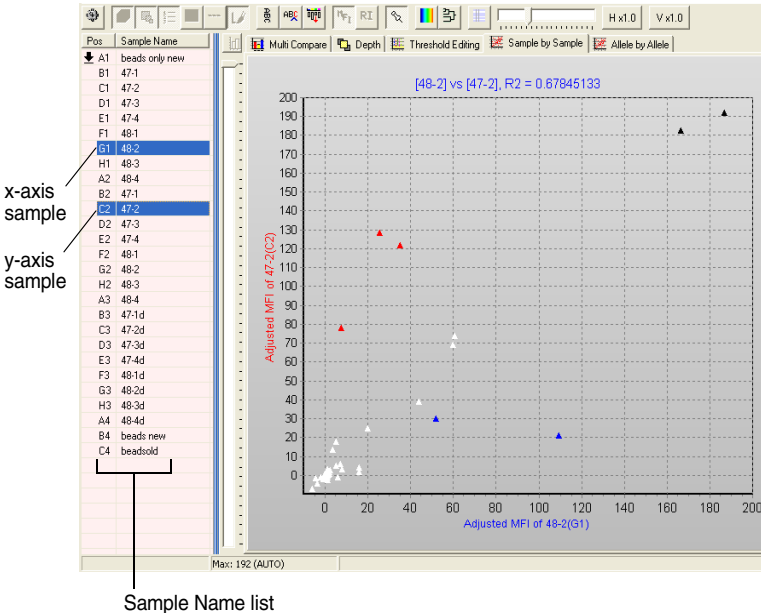 ABC ABC MFI RI H x1.0 V x1.0
Pos Sample Name
A1 beads only new
B1 47-1
C1 47-2
D1 47-3
E1 47-4
F1 48-1
G1 48-2
H1 48-3
A2 48-4
B2 47-1
C2 47-2
D2 47-3
E2 47-4
F2 48-1
G2 48-2
H2 48-3
A3 48-4
B3 47-1d
C3 47-2d
D3 47-3d
E3 47-4d
F3 48-1d
G3 48-2d
H3 48-3d
A4 48-4d
B4 beads new
C4 beadsold
x-axis
sample
y-axis
sample
Sample Name list
Multi Compare Depth Threshold Editing Sample by Sample Allele by Allele
[48-2] vs [47-2], R2 = 0.67845133
Adjusted MFI of 47-2(C2)
200
190
180
170
160
150
140
130
120
110
100
90
80
70
60
50
40
30
20
10
0
0 20 40 60 80 100 120 140 160 180 200
Adjusted MFI of 48-2(G1)
Max: 192 (AUTO)